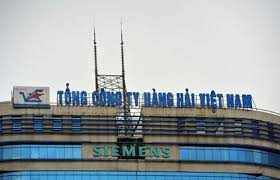 TỔNG CÔNG TY HÀNG HẢI VIỆT NAM
SIEMENS